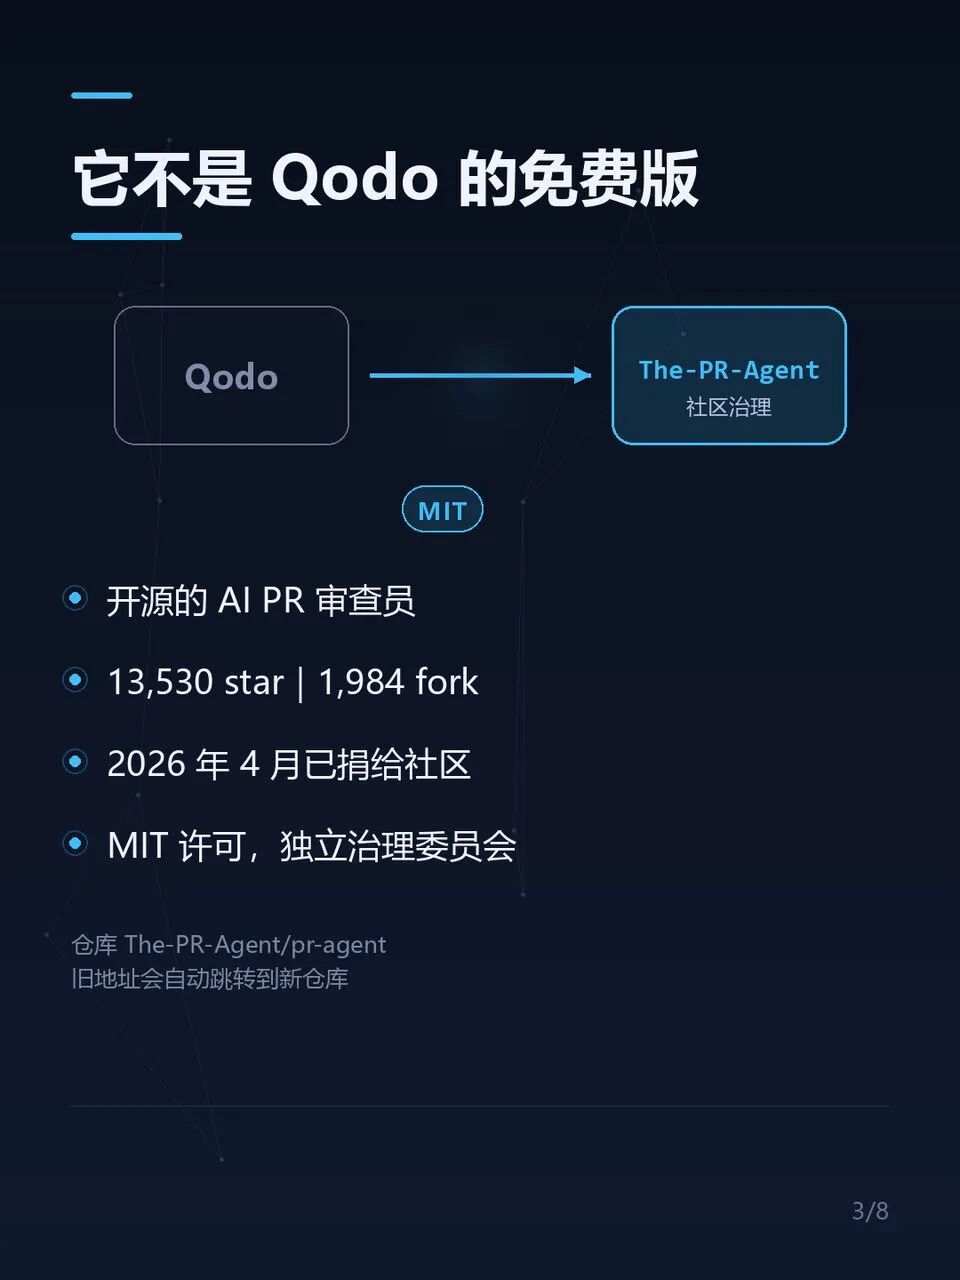 它不是 Qodo 的免费版
Qodo
The-PR-Agent
社区治理
MIT
开源的 AI PR 审查员
13,530 star | 1,984 fork
2026 年 4 月已捐给社区
MIT 许可，独立治理委员会
仓库 The-PR-Agent/pr-agent
旧地址会自动跳转到新仓库
3/8